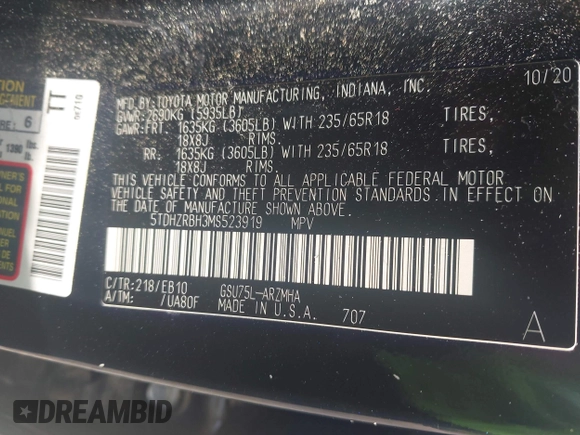 10/20
MFD.BY:TOYOTA MOTOR MANUFACTURING, INDIANA, INC.
GVWR:2690KG (5935LB)
GAWR:FRT. 1635KG (3605LB) WITH 235/65R18 TIRES,
18X8J RIMS.
RR. 1635KG (3605LB) WITH 235/65R18 TIRES,
18X8J RIMS.
THIS VEHICLE CONFORMS TO ALL APPLICABLE FEDERAL MOTOR
VEHICLE SAFETY AND THEFT PREVENTION STANDARDS.IN EFFECT ON
THE DATE OF MANUFACTURE SHOWN ABOVE.
5TDHZRBH3MS523919 MPV
C/TR:218/EB10 GSU75L-ARZMHA
A/TM: /UA80F MADE IN U.S.A. 707
A
TT
6
DREAMBID